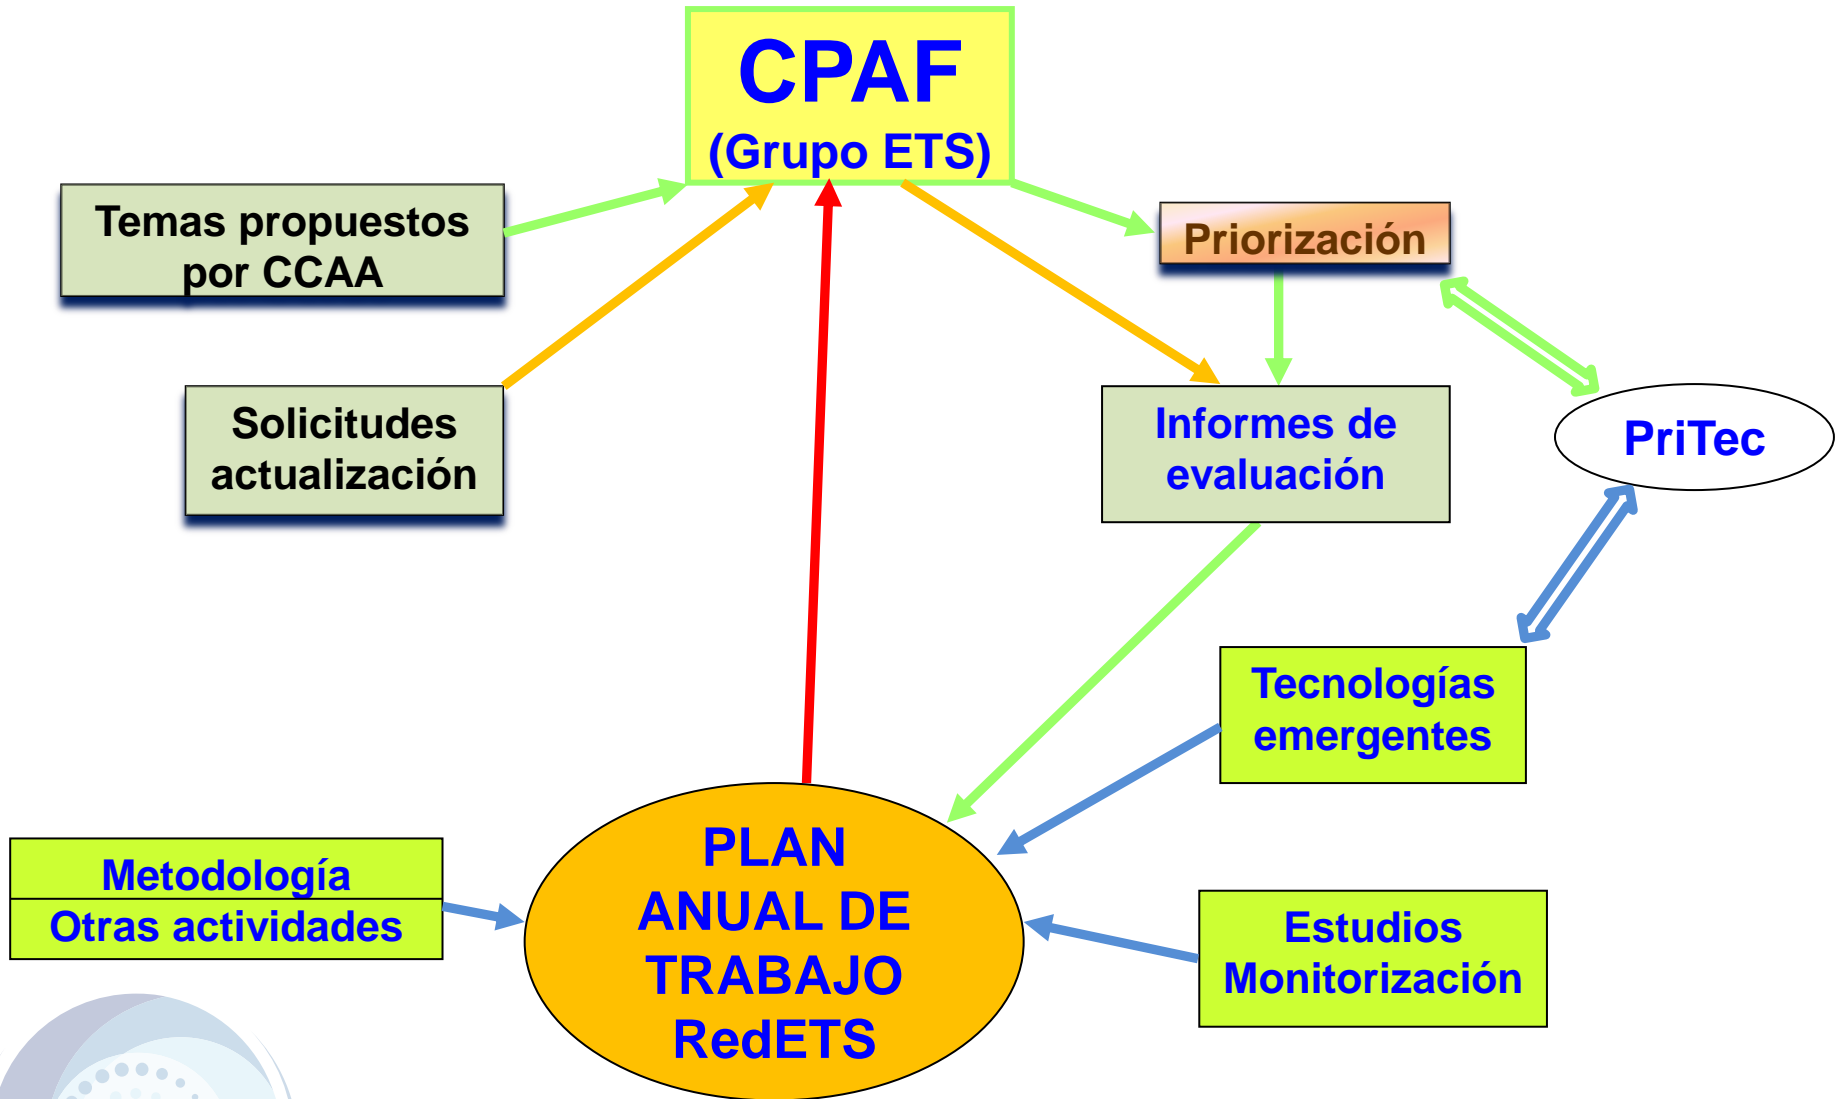 CPAF
(Grupo ETS)
Temas propuestos
por CCAA
Priorización
Solicitudes
actualización
Informes de
evaluación
PriTec
Tecnologías
emergentes
PLAN
ANUAL DE
TRABAJO
RedETS
Metodología
Otras actividades
Estudios
Monitorización